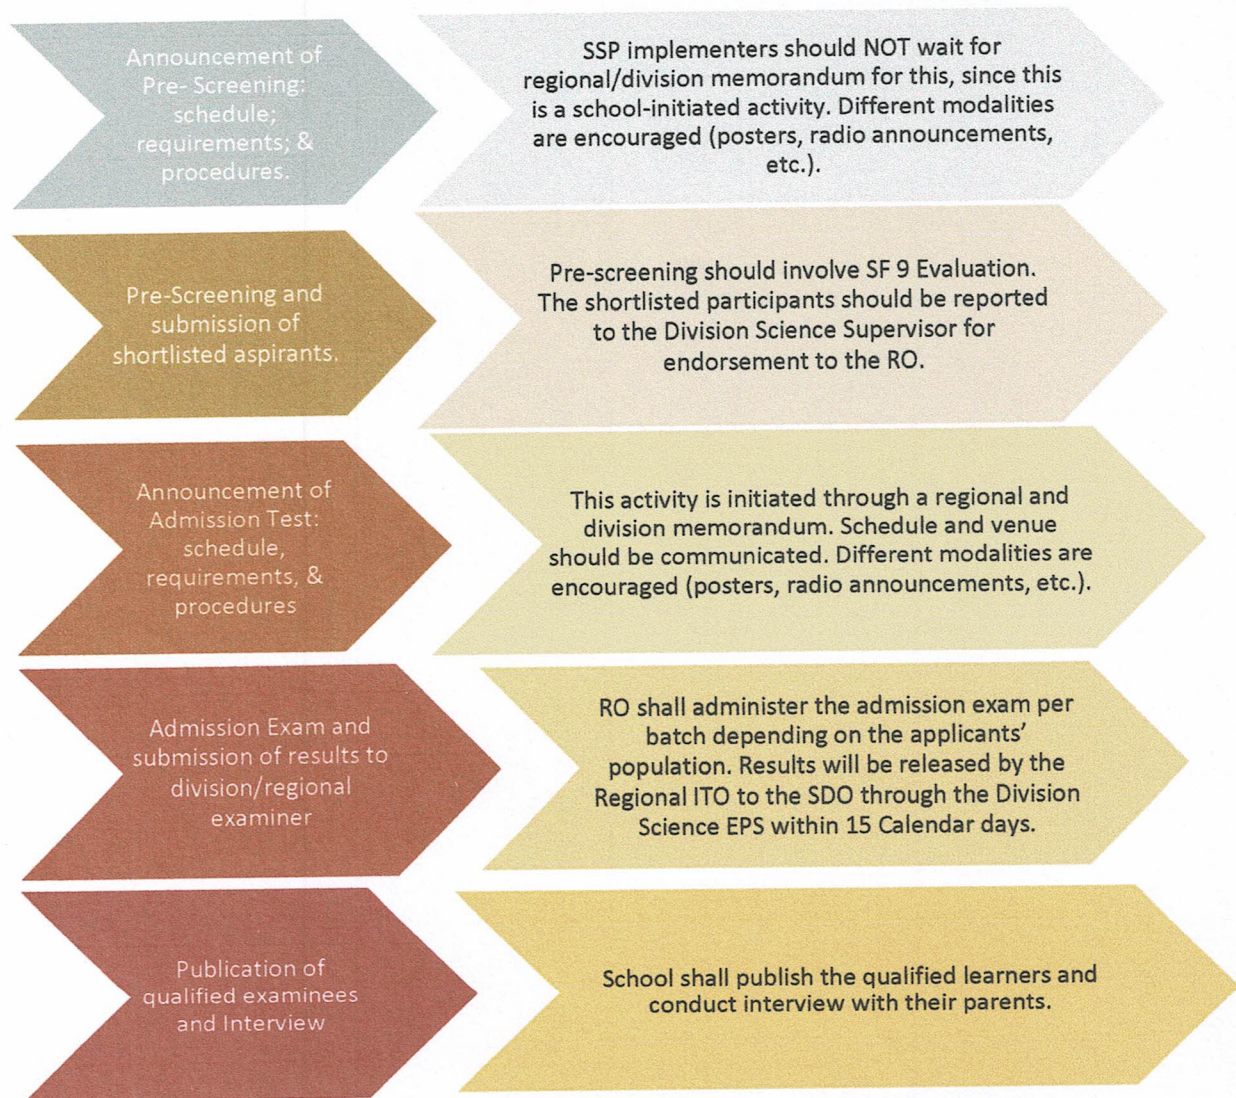 Announcement of
Pre- Screening:
schedule;
requirements; &
procedures.
SSP implementers should NOT wait for
regional/division memorandum for this, since this
is a school-initiated activity. Different modalities
are encouraged (posters, radio announcements,
etc.).
Pre-Screening and
submission of
shortlisted aspirants.
Pre-screening should involve SF 9 Evaluation.
The shortlisted participants should be reported
to the Division Science Supervisor for
endorsement to the RO.
Announcement of
Admission Test:
schedule,
requirements, &
procedures
This activity is initiated through a regional and
division memorandum. Schedule and venue
should be communicated. Different modalities are
encouraged (posters, radio announcements, etc.).
Admission Exam and
submission of results to
division/regional
examiner
RO shall administer the admission exam per
batch depending on the applicants’
population. Results will be released by the
Regional ITO to the SDO through the Division
Science EPS within 15 Calendar days.
Publication of
qualified examinees
and Interview
School shall publish the qualified learners and
conduct interview with their parents.